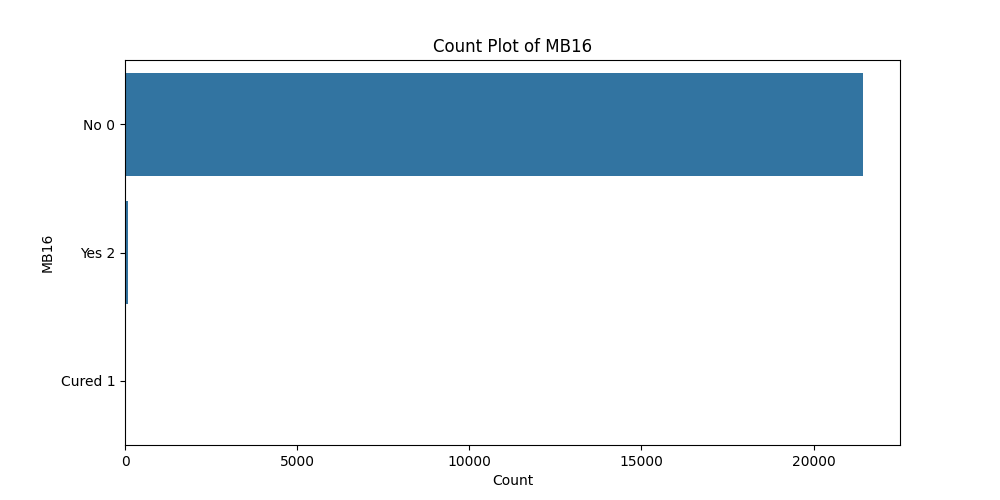 Count Plot of MB16
No 0
Yes 2
Cured 1
MB16
0 5000 10000 15000 20000
Count